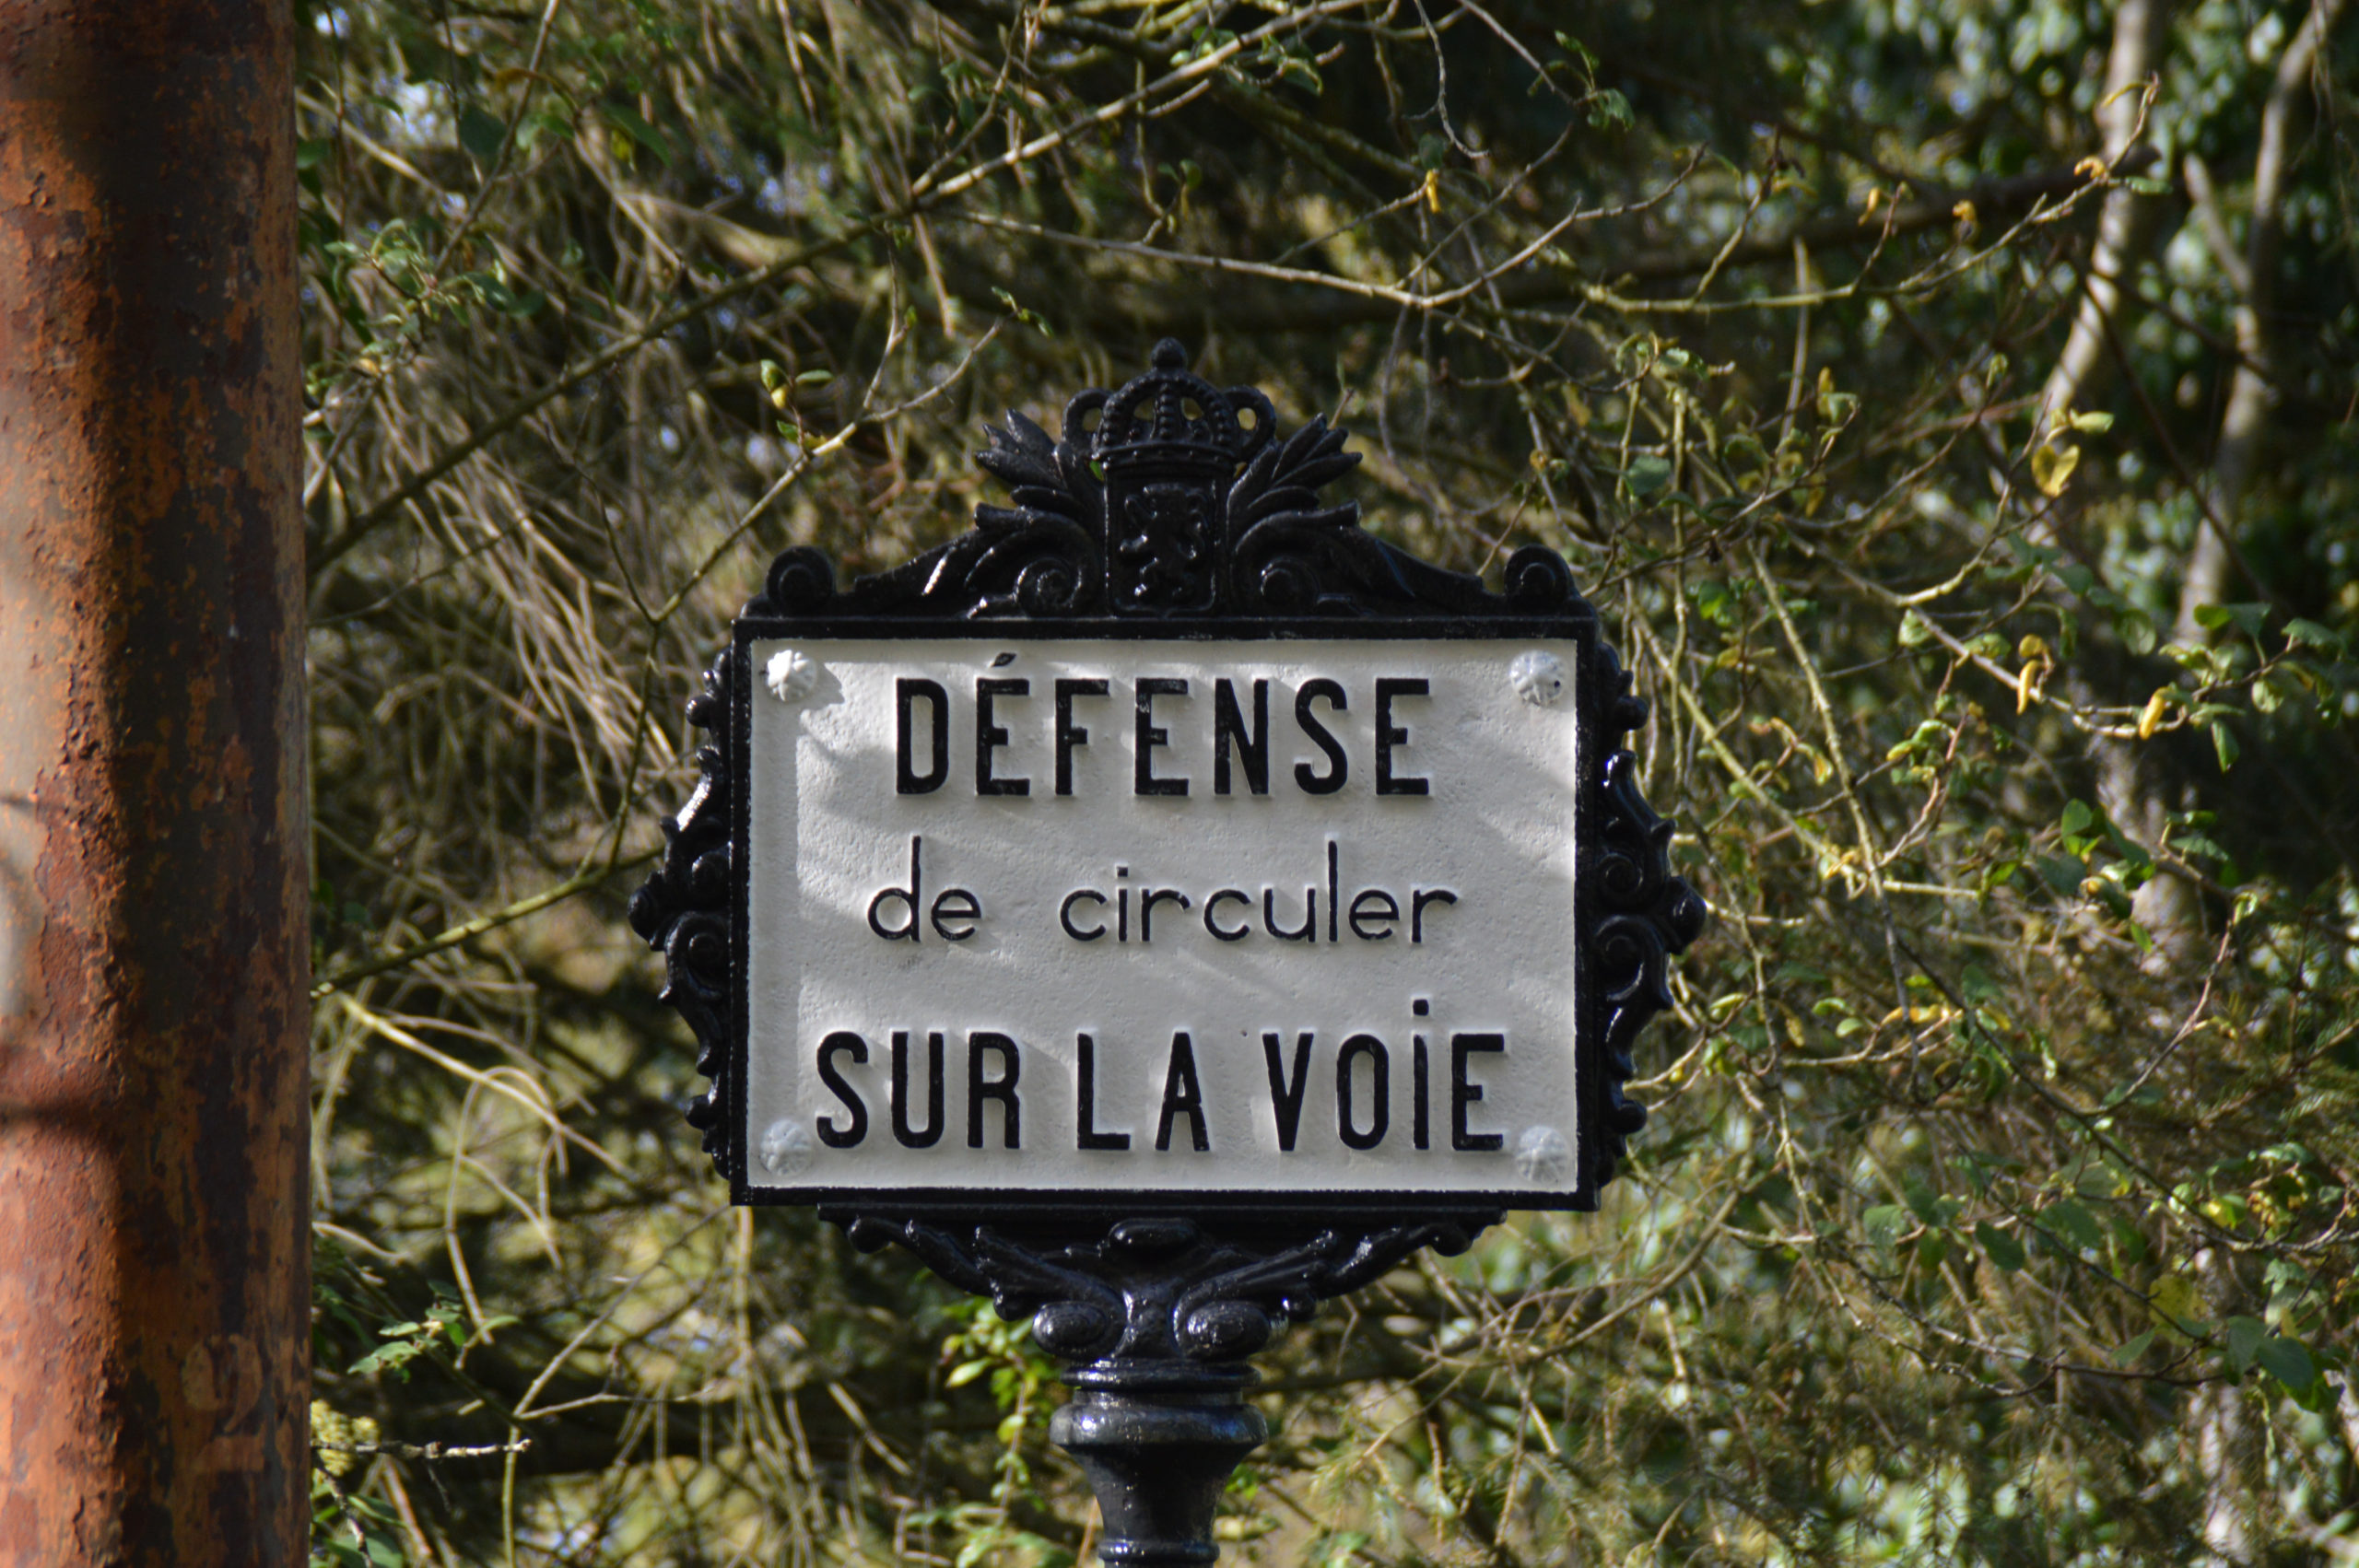 DÉFENSE
de circuler
SUR LA VOiE